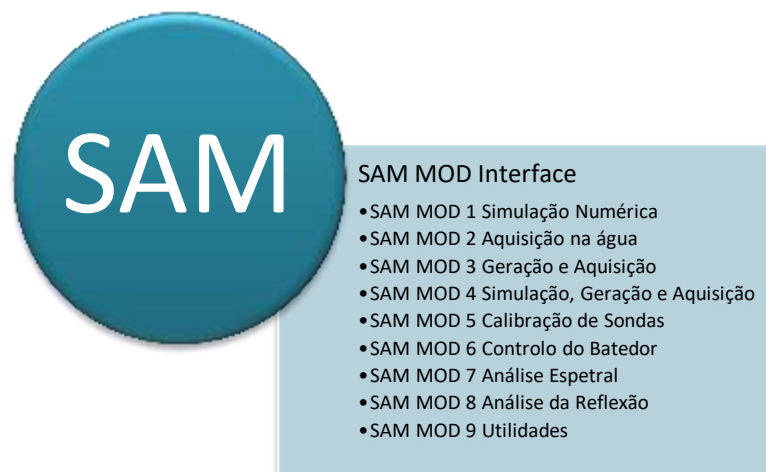 SAM
SAM MOD Interface
•SAM MOD 1 Simulação Numérica
•SAM MOD 2 Aquisição na água
•SAM MOD 3 Geração e Aquisição
•SAM MOD 4 Simulação, Geração e Aquisição
•SAM MOD 5 Calibração de Sondas
•SAM MOD 6 Controlo do Batedor
•SAM MOD 7 Análise Espetral
•SAM MOD 8 Análise da Reflexão
•SAM MOD 9 Utilidades